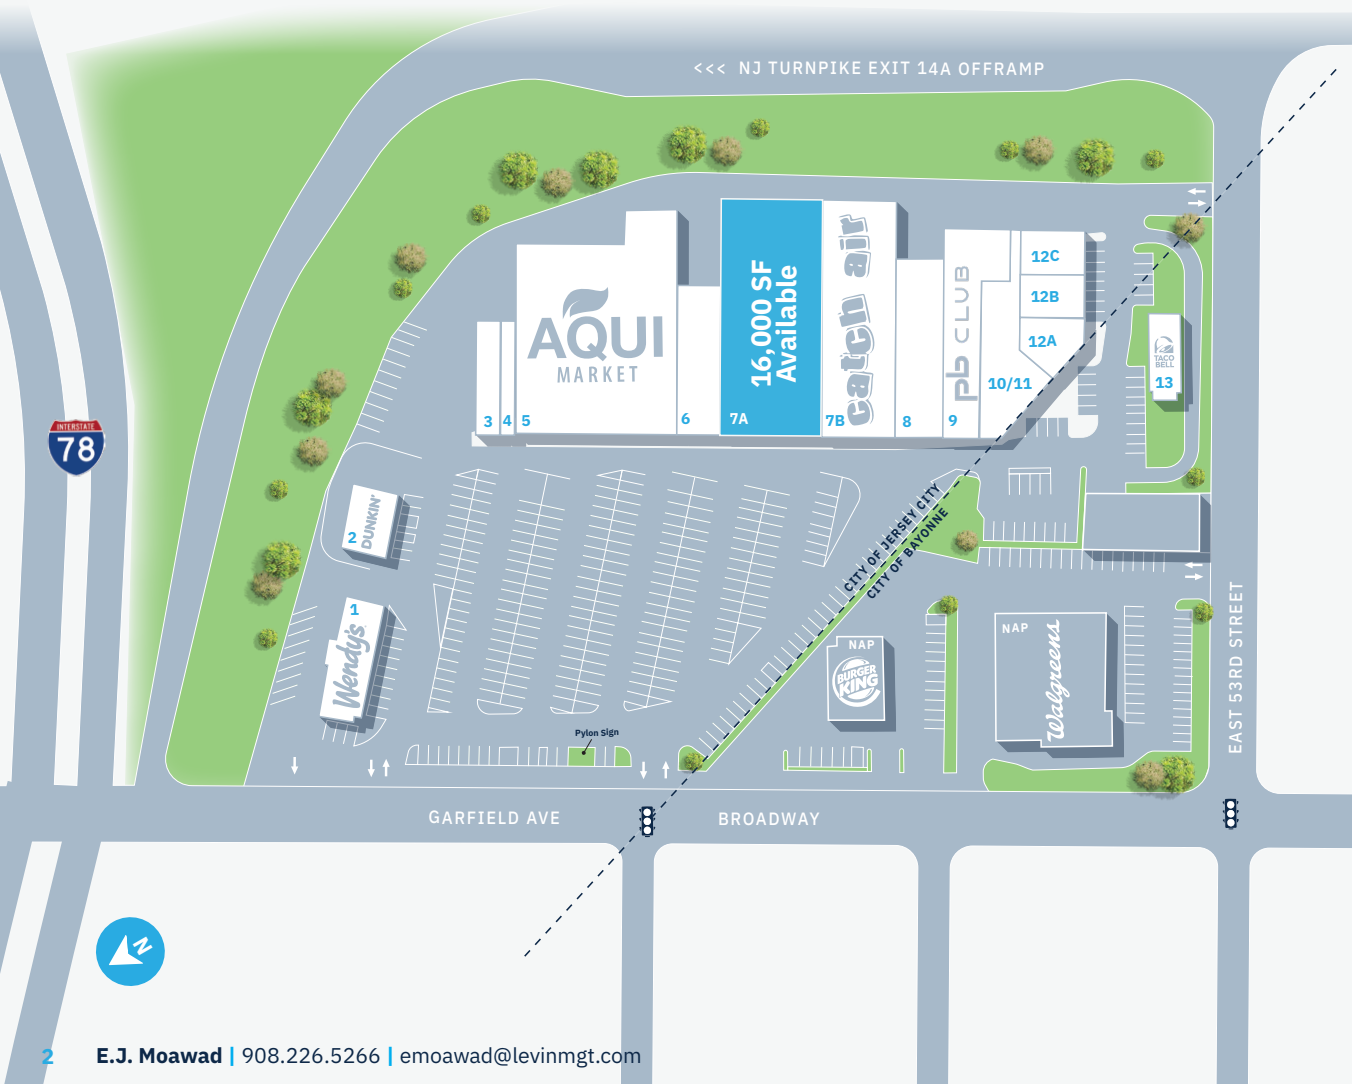 <<< NJ TURNPIKE EXIT 14A OFFRAMP
12C
12B
12A
10/11
AQUI
MARKET
16,000 SF
Available
catch air
pb CLUB
TACO
BELL
13
3
4
5
6
7A
7B
8
9
INTERSTATE
78
2
DUNKIN'
1
Wendy's
CITY OF JERSEY CITY
CITY OF BAYONNE
NAP
BURGER
KING
NAP
Walgreens
EAST 53RD STREET
Pylon Sign
GARFIELD AVE
BROADWAY
N
2
E.J. Moawad | 908.226.5266 | emoawad@levinmgt.com